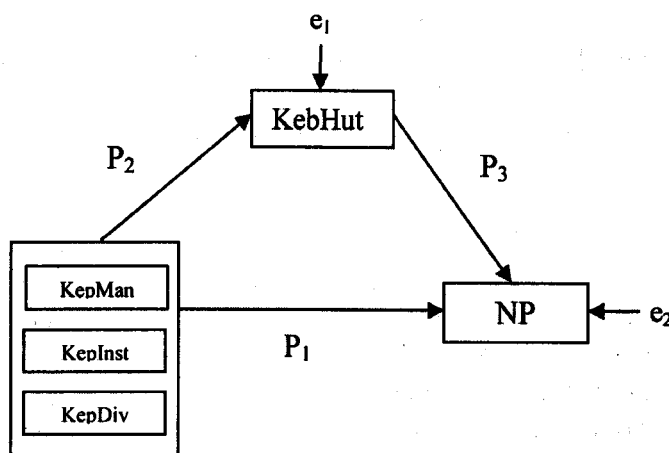 e₁
KebHut
P₂
P₃
KepMan
NP
e₂
KepInst
P₁
KepDiv